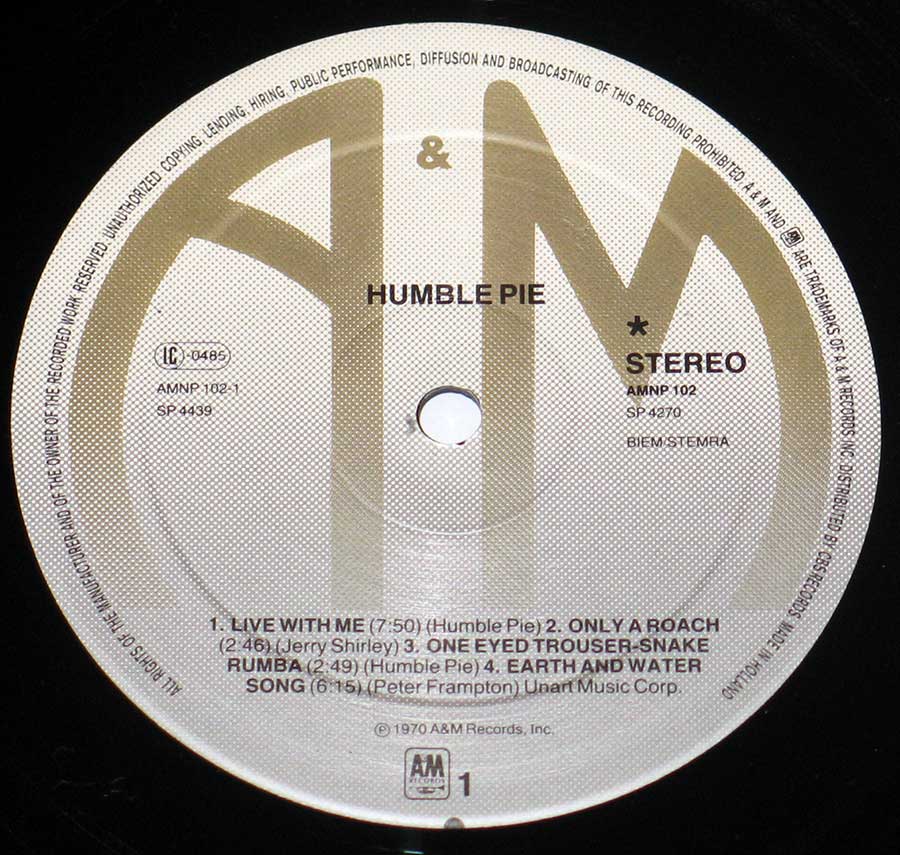 ALL RIGHTS OF THE MANUFACTURER AND OF THE OWNER OF THE RECORDED WORK RESERVED. UNAUTHORIZED COPYING, LENDING, HIRING, PUBLIC PERFORMANCE, DIFFUSION AND BROADCASTING OF THIS RECORDING PROHIBITED. A & M AND AM ARE TRADEMARKS OF A & M RECORDS INC. DISTRIBUTED BY CBS RECORDS. MADE IN HOLLAND
A & M
HUMBLE PIE
LC-0485
AMNP 102-1
SP 4439
*
STEREO
AMNP 102
SP 4270
BIEM/STEMRA
1. LIVE WITH ME (7:50) (Humble Pie) 2. ONLY A ROACH
(2:46) (Jerry Shirley) 3. ONE EYED TROUSER-SNAKE
RUMBA (2:49) (Humble Pie) 4. EARTH AND WATER
SONG (6:15) (Peter Frampton) Unart Music Corp.
℗ 1970 A&M Records, Inc.
AM
RECORDS
1